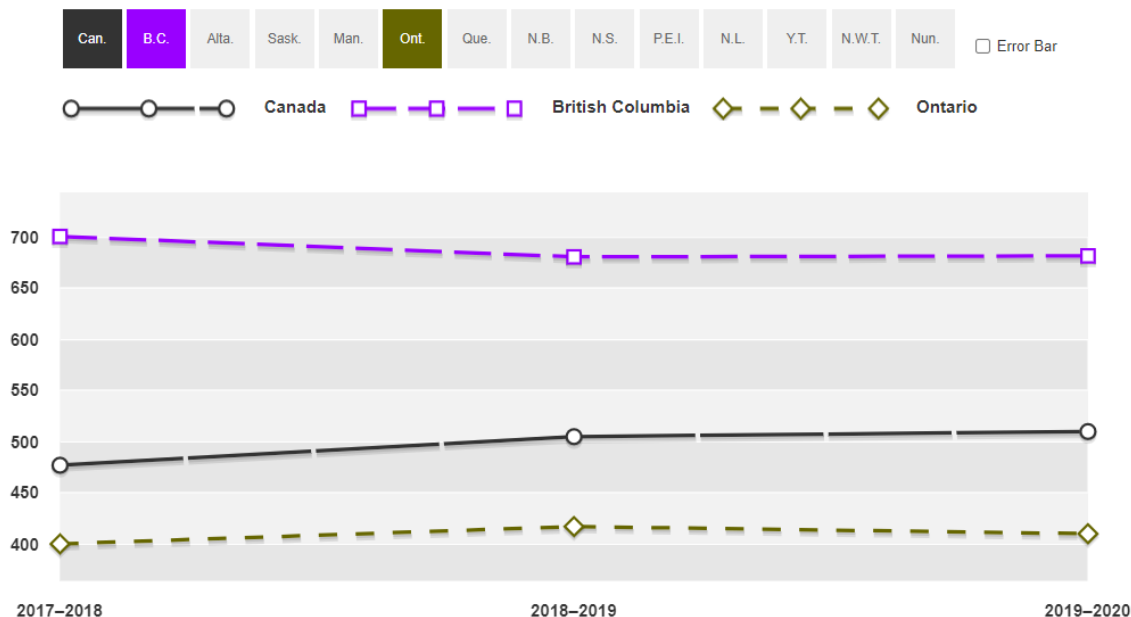 Can. B.C. Alta. Sask. Man. Ont. Que. N.B. N.S. P.E.I. N.L. Y.T. N.W.T. Nun. Error Bar
Canada British Columbia Ontario
700
650
600
550
500
450
400
2017–2018 2018–2019 2019–2020